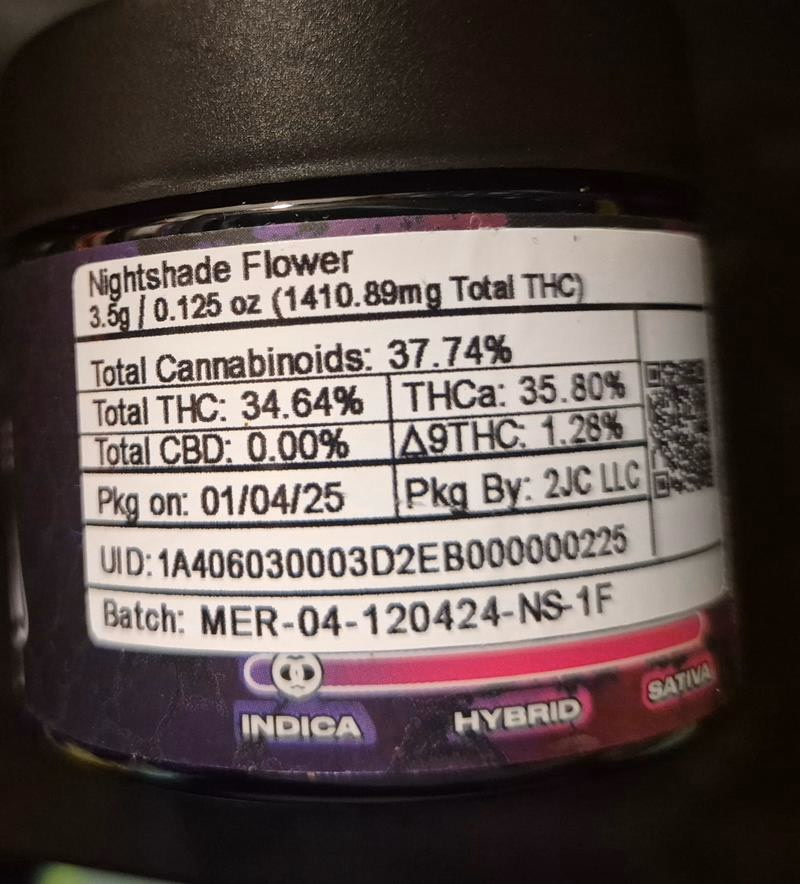 Nightshade Flower
3.5g / 0.125 oz (1410.89mg Total THC)
Total Cannabinoids: 37.74%
Total THC: 34.64% THCa: 35.80%
Total CBD: 0.00% Δ9THC: 1.28%
Pkg on: 01/04/25 Pkg By: 2JC LLC
UID: 1A406030003D2EB000000225
Batch: MER-04-120424-NS-1F
INDICA HYBRID SATIVA